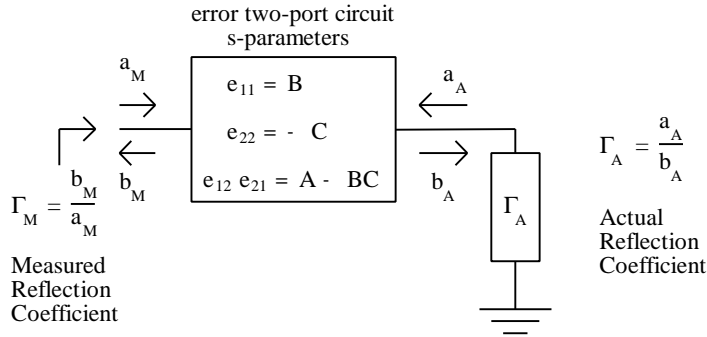 error two-port circuit
s-parameters
a_M
e_11 = B
a_A
e_22 = - C
b_M
e_12 e_21 = A - BC
b_A
Γ_M = b_M / a_M
Γ_A
Γ_A = a_A / b_A
Measured
Reflection
Coefficient
Actual
Reflection
Coefficient